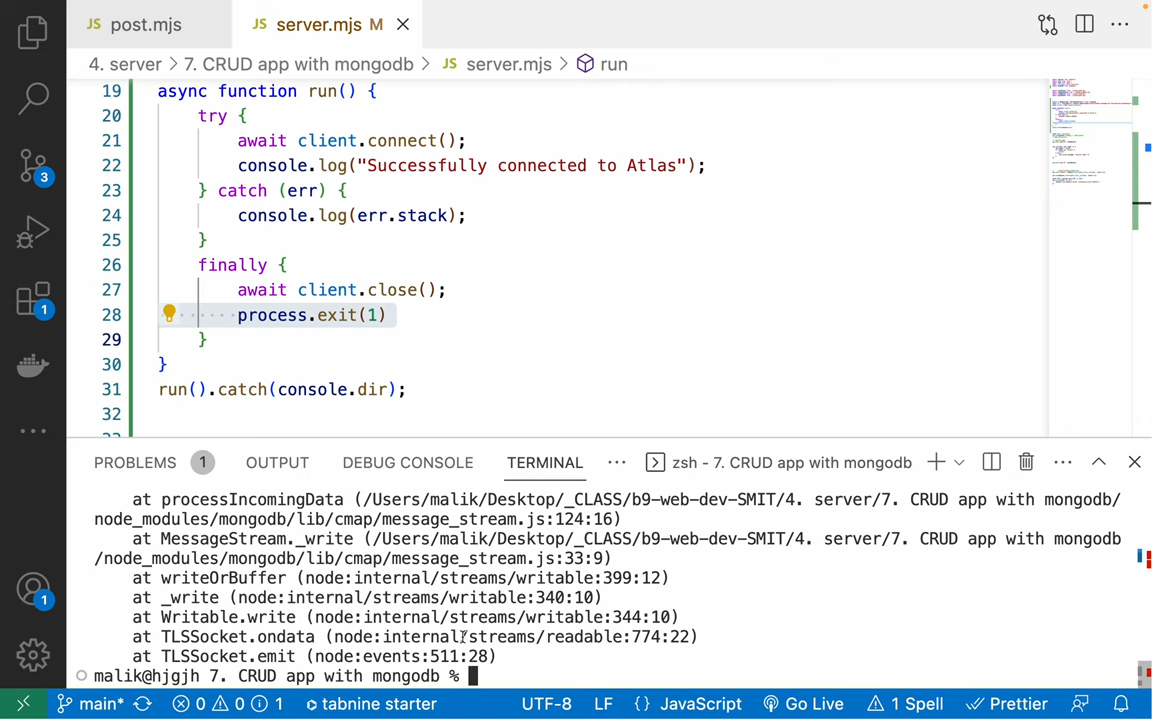 JS post.mjs
JS server.mjs M
4. server > 7. CRUD app with mongodb > JS server.mjs > run
19 async function run() {
20 try {
21 await client.connect();
22 console.log("Successfully connected to Atlas");
23 } catch (err) {
24 console.log(err.stack);
25 }
26 finally {
27 await client.close();
28 process.exit(1)
29 }
30 }
31 run().catch(console.dir);
32
3
1
1
PROBLEMS 1 OUTPUT DEBUG CONSOLE TERMINAL ··· zsh - 7. CRUD app with mongodb
at processIncomingData (/Users/malik/Desktop/_CLASS/b9-web-dev-SMIT/4. server/7. CRUD app with mongodb/
node_modules/mongodb/lib/cmap/message_stream.js:124:16)
at MessageStream._write (/Users/malik/Desktop/_CLASS/b9-web-dev-SMIT/4. server/7. CRUD app with mongodb
/node_modules/mongodb/lib/cmap/message_stream.js:33:9)
at writeOrBuffer (node:internal/streams/writable:399:12)
at _write (node:internal/streams/writable:340:10)
at Writable.write (node:internal/streams/writable:344:10)
at TLSSocket.ondata (node:internal/streams/readable:774:22)
at TLSSocket.emit (node:events:511:28)
malik@hjgjh 7. CRUD app with mongodb %
main* 0 0 1 tabnine starter UTF-8 LF {} JavaScript Go Live 1 Spell Prettier